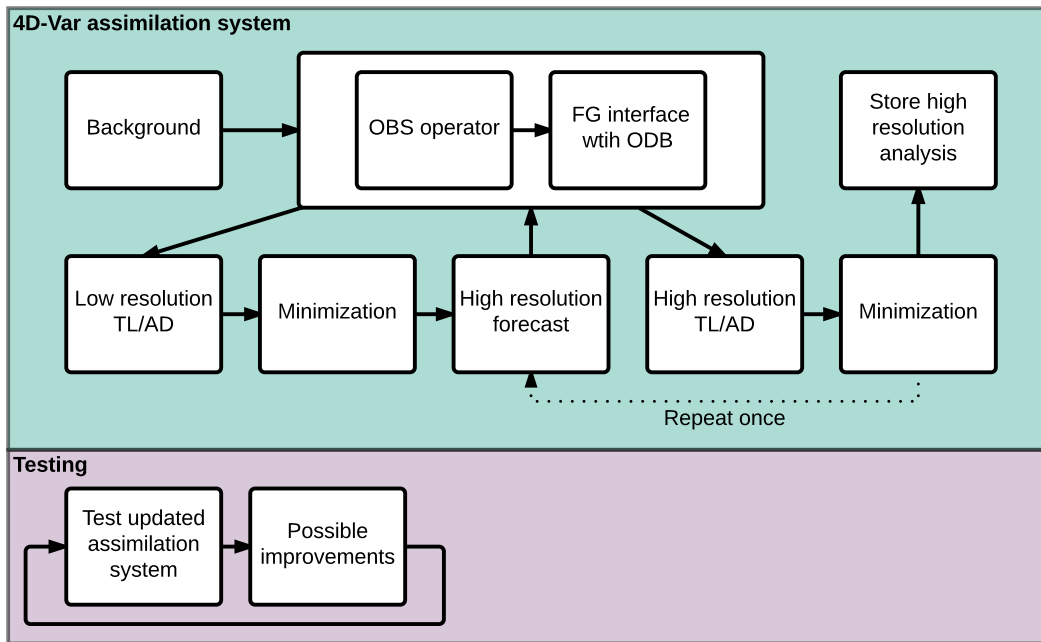 4D-Var assimilation system
Background
OBS operator
FG interface
wtih ODB
Store high
resolution
analysis
Low resolution
TL/AD
Minimization
High resolution
forecast
High resolution
TL/AD
Minimization
Repeat once
Testing
Test updated
assimilation
system
Possible
improvements